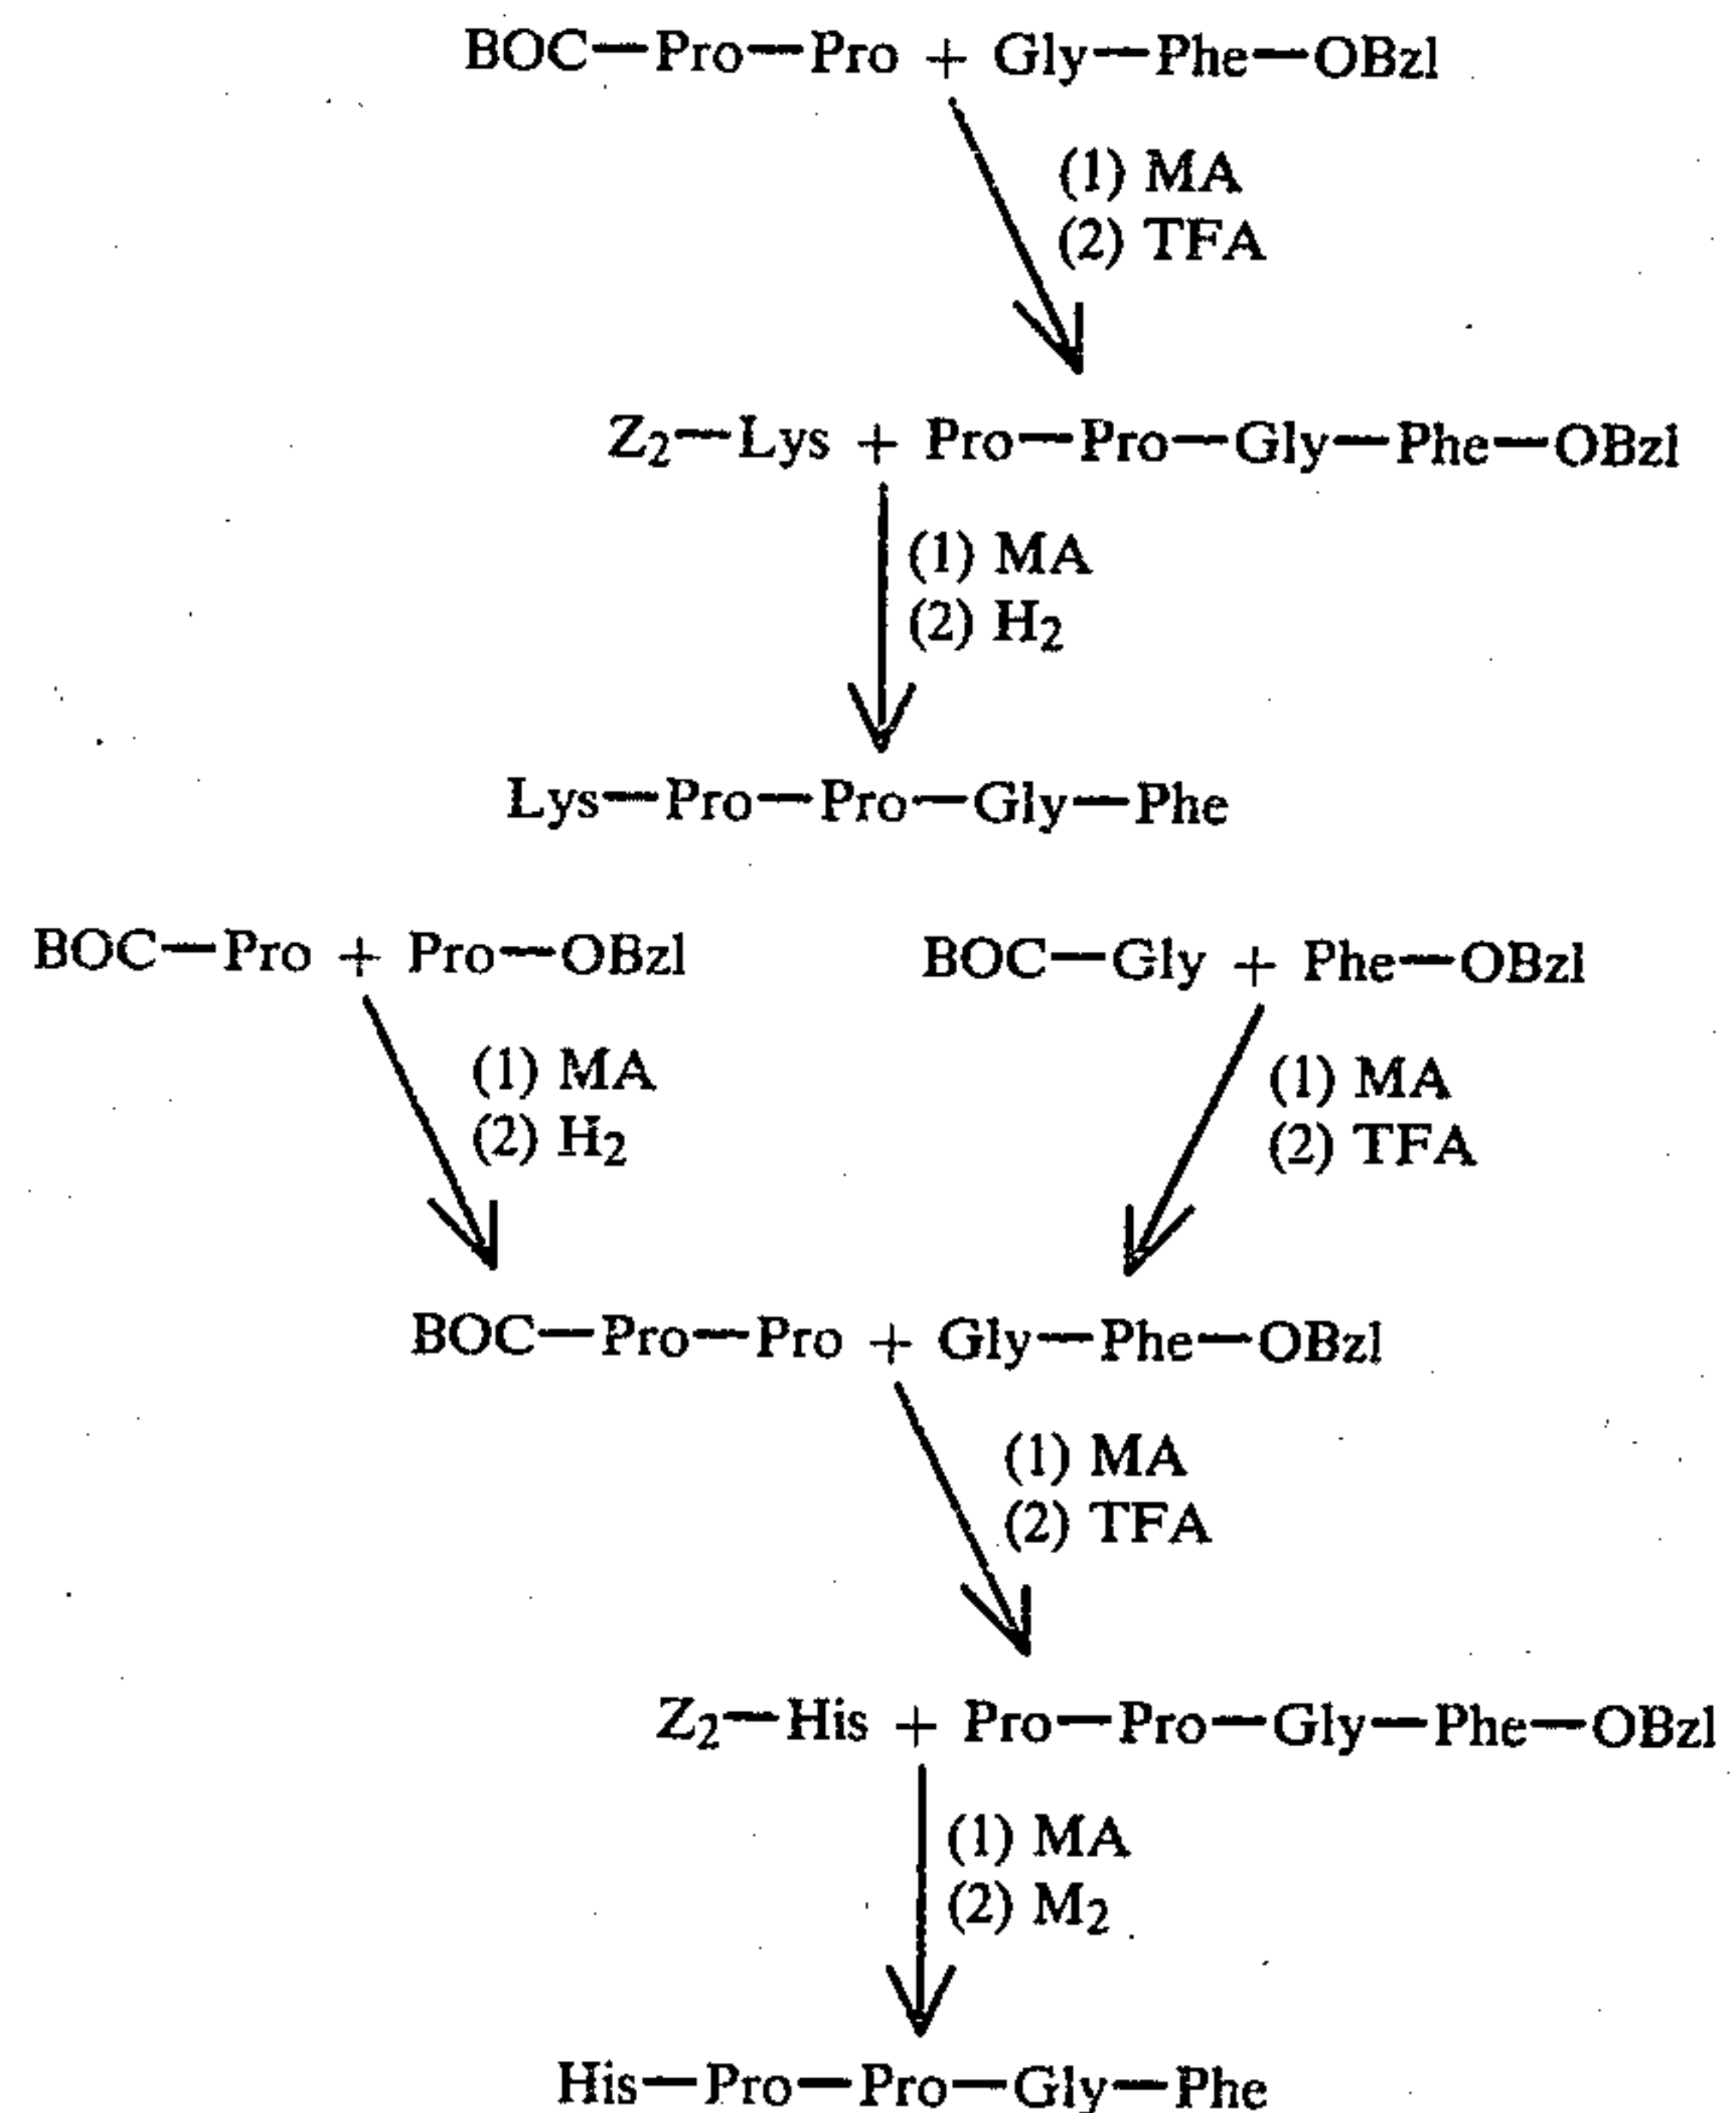 BOC—Pro—Pro + Gly—Phe—OBzl
(1) MA
(2) TFA
Z₂—Lys + Pro—Pro—Gly—Phe—OBzl
(1) MA
(2) H₂
Lys—Pro—Pro—Gly—Phe
BOC—Pro + Pro—OBzl BOC—Gly + Phe—OBzl
(1) MA (1) MA
(2) H₂ (2) TFA
BOC—Pro—Pro + Gly—Phe—OBzl
(1) MA
(2) TFA
Z₂—His + Pro—Pro—Gly—Phe—OBzl
(1) MA
(2) M₂
His—Pro—Pro—Gly—Phe